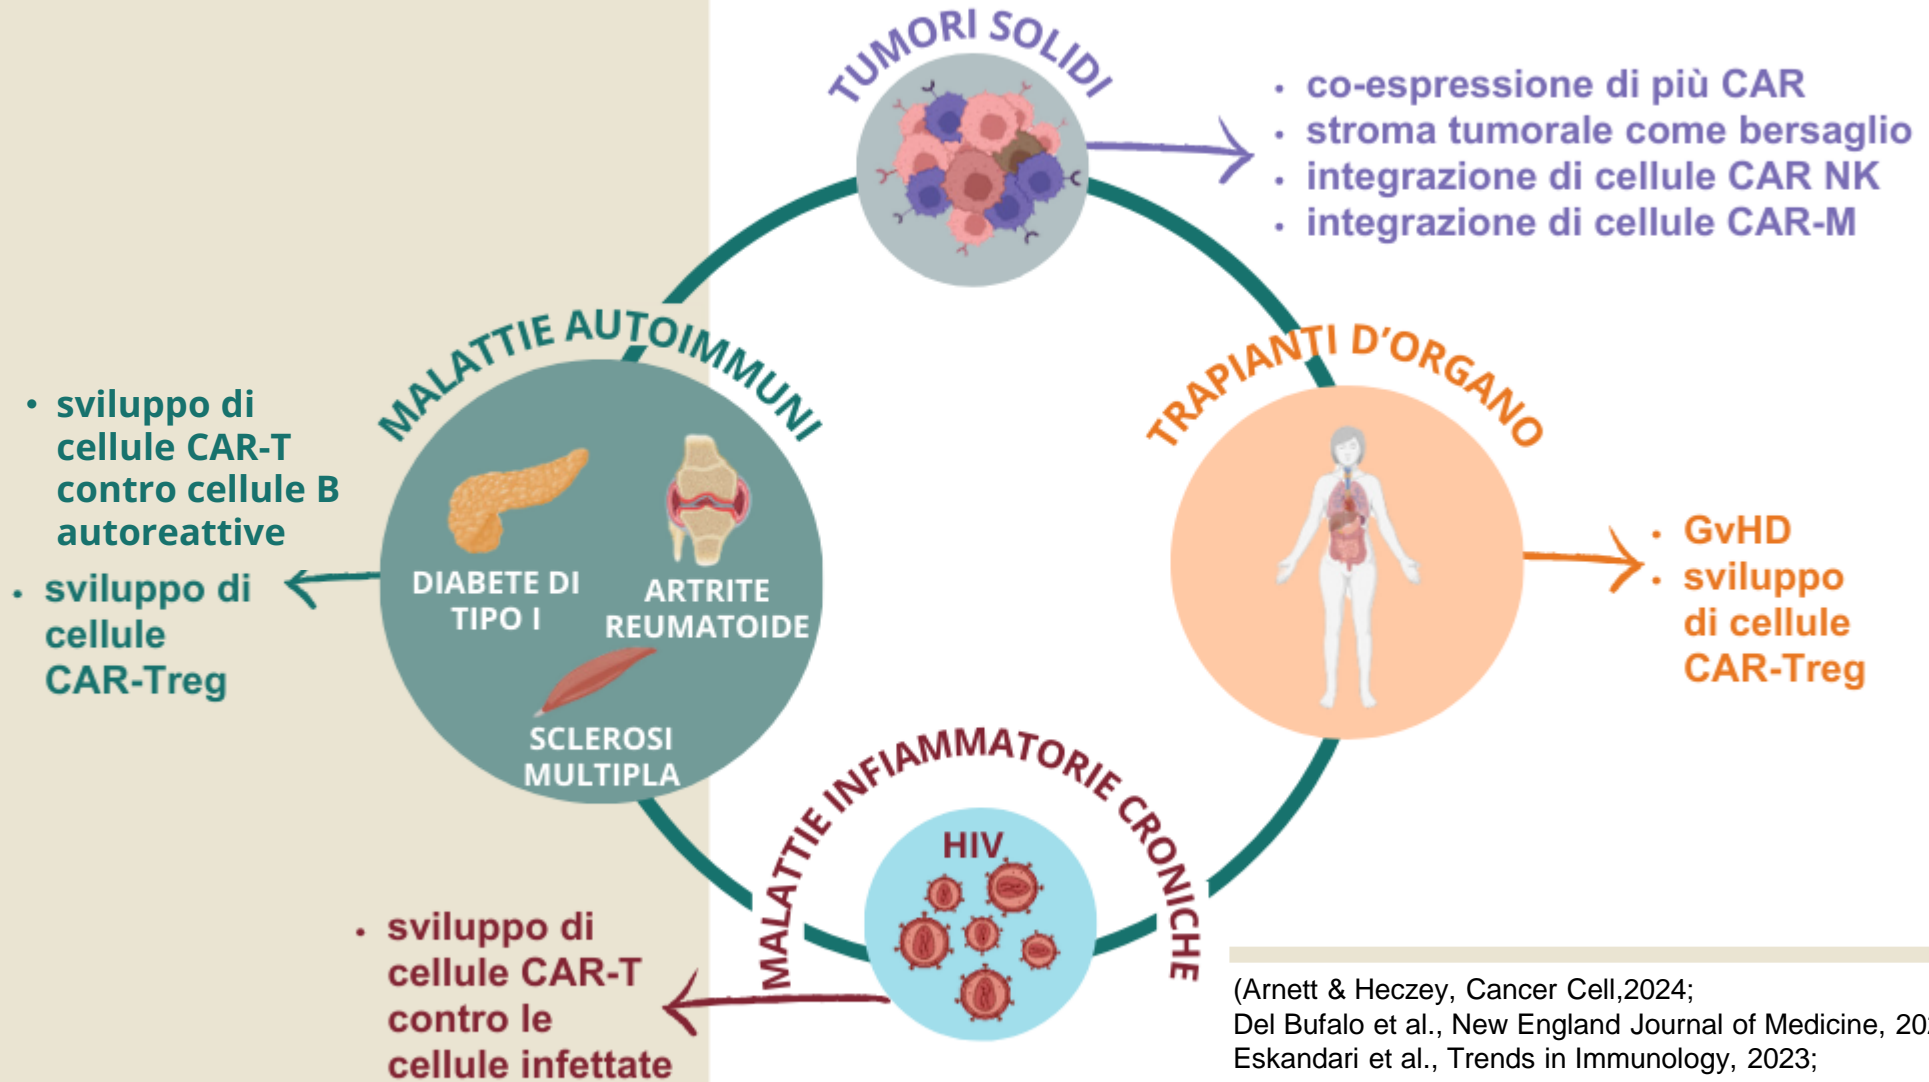 TUMORI SOLIDI
• co-espressione di più CAR
• stroma tumorale come bersaglio
• integrazione di cellule CAR NK
• integrazione di cellule CAR-M
MALATTIE AUTOIMMUNI
• sviluppo di
cellule CAR-T
contro cellule B
autoreattive
• sviluppo di
cellule
CAR-Treg
DIABETE DI
TIPO I
ARTRITE
REUMATOIDE
SCLEROSI
MULTIPLA
TRAPIANTI D'ORGANO
• GvHD
• sviluppo
di cellule
CAR-Treg
MALATTIE INFIAMMATORIE CRONICHE
HIV
• sviluppo di
cellule CAR-T
contro le
cellule infettate
(Arnett & Heczey, Cancer Cell,2024;
Del Bufalo et al., New England Journal of Medicine,
Eskandari et al., Trends in Immunology, 2023;